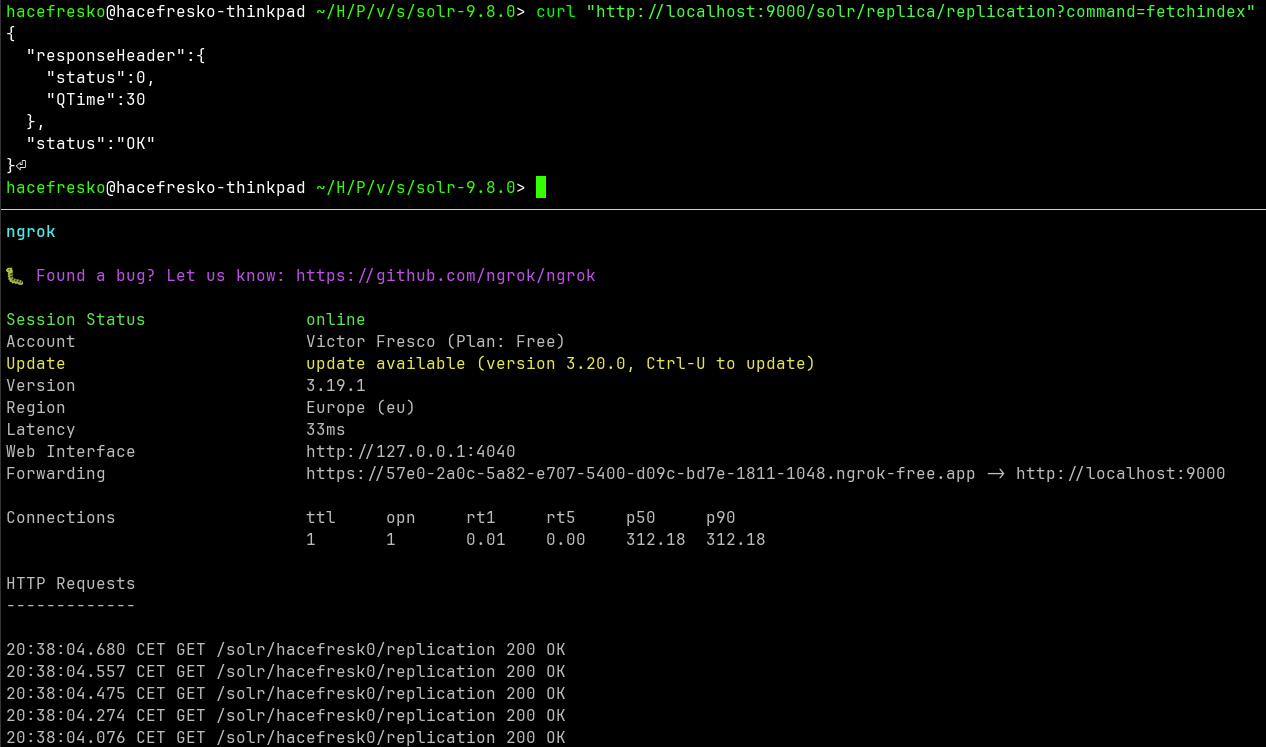 hacefresko@hacefresko-thinkpad ~/H/P/v/s/solr-9.8.0> curl "http://localhost:9000/solr/replica/replication?command=fetchindex"
{
  "responseHeader":{
    "status":0,
    "QTime":30
  },
  "status":"OK"
}⏎
hacefresko@hacefresko-thinkpad ~/H/P/v/s/solr-9.8.0>
ngrok
🐛 Found a bug? Let us know: https://github.com/ngrok/ngrok
Session Status online
Account Victor Fresco (Plan: Free)
Update update available (version 3.20.0, Ctrl-U to update)
Version 3.19.1
Region Europe (eu)
Latency 33ms
Web Interface http://127.0.0.1:4040
Forwarding https://57e0-2a0c-5a82-e707-5400-d09c-bd7e-1811-1048.ngrok-free.app -> http://localhost:9000
Connections ttl opn rt1 rt5 p50 p90
1 1 0.01 0.00 312.18 312.18
HTTP Requests
-------------
20:38:04.680 CET GET /solr/hacefresk0/replication 200 OK
20:38:04.557 CET GET /solr/hacefresk0/replication 200 OK
20:38:04.475 CET GET /solr/hacefresk0/replication 200 OK
20:38:04.274 CET GET /solr/hacefresk0/replication 200 OK
20:38:04.076 CET GET /solr/hacefresk0/replication 200 OK